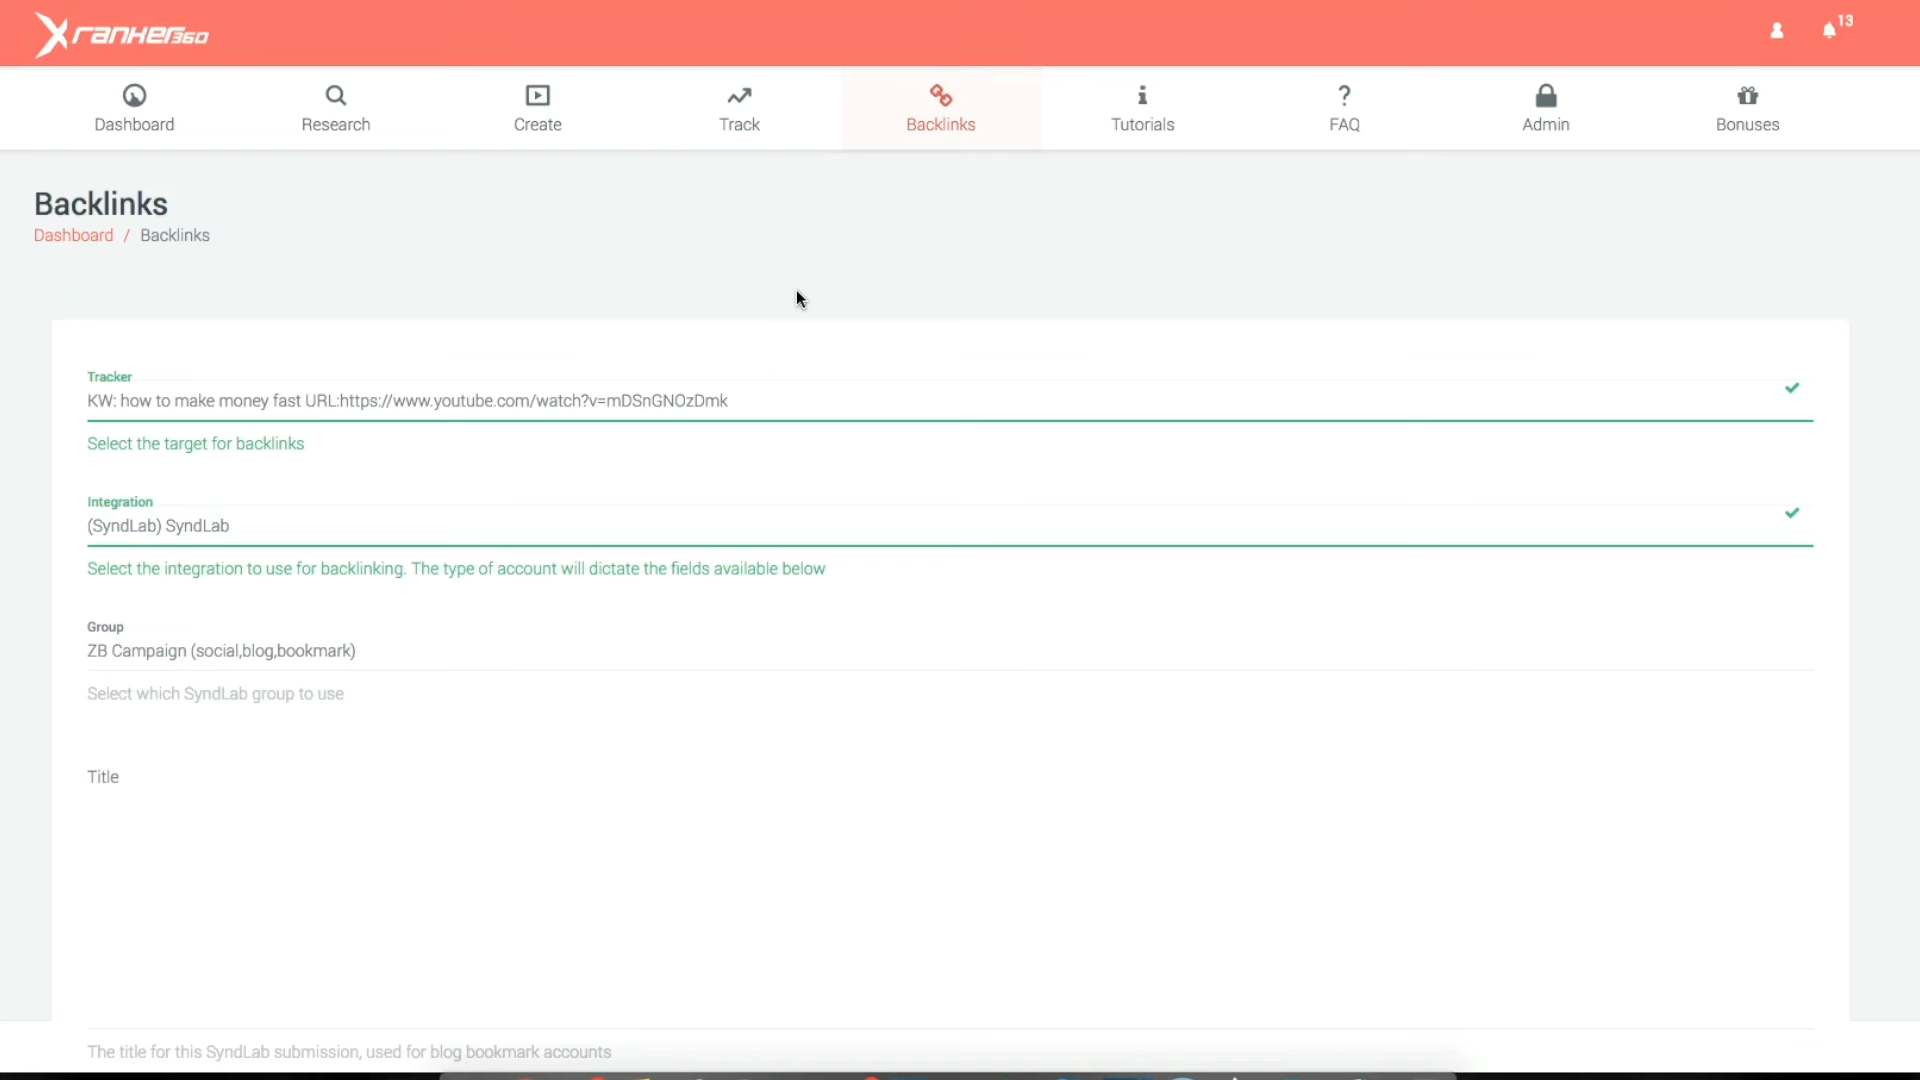 Xranker360
13
Dashboard
Research
Create
Track
Backlinks
Tutorials
FAQ
Admin
Bonuses
Backlinks
Dashboard / Backlinks
Tracker
KW: how to make money fast URL:https://www.youtube.com/watch?v=mDSnGNOzDmk
Select the target for backlinks
Integration
(SyndLab) SyndLab
Select the integration to use for backlinking. The type of account will dictate the fields available below
Group
ZB Campaign (social,blog,bookmark)
Select which SyndLab group to use
Title
The title for this SyndLab submission, used for blog bookmark accounts